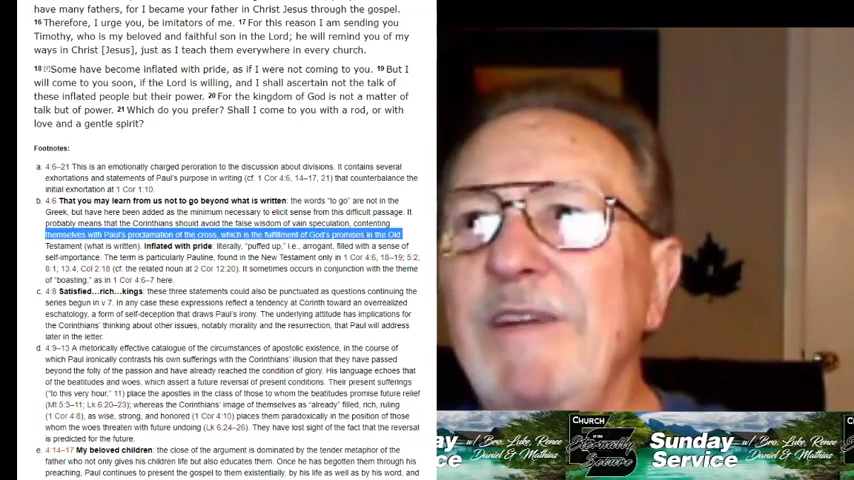 have many fathers, for I became your father in Christ Jesus through the gospel.
16 Therefore, I urge you, be imitators of me. 17 For this reason I am sending you
Timothy, who is my beloved and faithful son in the Lord; he will remind you of my
ways in Christ [Jesus], just as I teach them everywhere in every church.
18 [f]Some have become inflated with pride, as if I were not coming to you. 19 But I
will come to you soon, if the Lord is willing, and I shall ascertain not the talk of
these inflated people but their power. 20 For the kingdom of God is not a matter of
talk but of power. 21 Which do you prefer? Shall I come to you with a rod, or with
love and a gentle spirit?
Footnotes:
a. 4:6–21 This is an emotionally charged peroration to the discussion about divisions. It contains several
exhortations and statements of Paul's purpose in writing (cf. 1 Cor 4:6, 14–17, 21) that counterbalance the
initial exhortation at 1 Cor 1:10.
b. 4:6 That you may learn from us not to go beyond what is written: the words "to go" are not in the
Greek, but have here been added as the minimum necessary to elicit sense from this difficult passage. It
probably means that the Corinthians should avoid the false wisdom of vain speculation, contenting
themselves with Paul's proclamation of the cross, which is the fulfillment of God's promises in the Old
Testament (what is written). Inflated with pride: literally, "puffed up," i.e., arrogant, filled with a sense of
self-importance. The term is particularly Pauline, found in the New Testament only in 1 Cor 4:6, 18–19; 5:2;
8:1; 13:4; Col 2:18 (cf. the related noun at 2 Cor 12:20). It sometimes occurs in conjunction with the theme
of "boasting," as in 1 Cor 4:6–7 here.
c. 4:8 Satisfied...rich...kings: these three statements could also be punctuated as questions continuing the
series begun in v 7. In any case these expressions reflect a tendency at Corinth toward an overrealized
eschatology, a form of self-deception that draws Paul's irony. The underlying attitude has implications for
the Corinthians' thinking about other issues, notably morality and the resurrection, that Paul will address
later in the letter.
d. 4:9–13 A rhetorically effective catalogue of the circumstances of apostolic existence, in the course of
which Paul ironically contrasts his own sufferings with the Corinthians' illusion that they have passed
beyond the folly of the passion and have already reached the condition of glory. His language echoes that
of the beatitudes and woes, which assert a future reversal of present conditions. Their present sufferings
("to this very hour," 11) place the apostles in the class of those to whom the beatitudes promise future relief
(Mt 5:3–11; Lk 6:20–23); whereas the Corinthians' image of themselves as "already" filled, rich, ruling
(1 Cor 4:8), as wise, strong, and honored (1 Cor 4:10) places them paradoxically in the position of those
whom the woes threaten with future undoing (Lk 6:24–26). They have lost sight of the fact that the reversal
is predicted for the future.
e. 4:14–17 My beloved children: the close of the argument is dominated by the tender metaphor of the
father who not only gives his children life but also educates them. Once he has begotten them through his
preaching, Paul continues to present the gospel to them existentially, by his life as well as by his word, and
ay
ce
w/ Bro. Luke, Renee
Daniel & Mathias
Church
of the
Eternally
Secure
Sunday
Service
w/ Bro. Luke, Renee
Daniel & Mathias